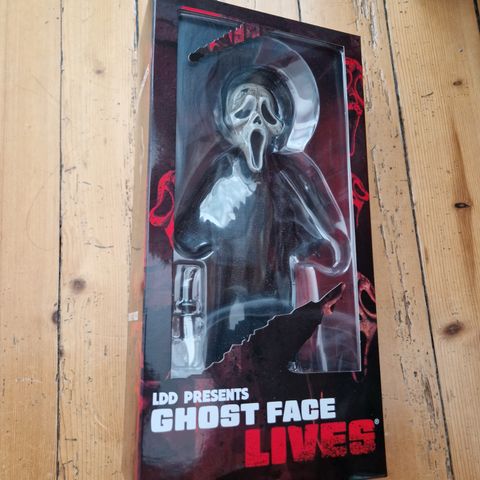 LDD PRESENTS
GHOST FACE
LIVES®